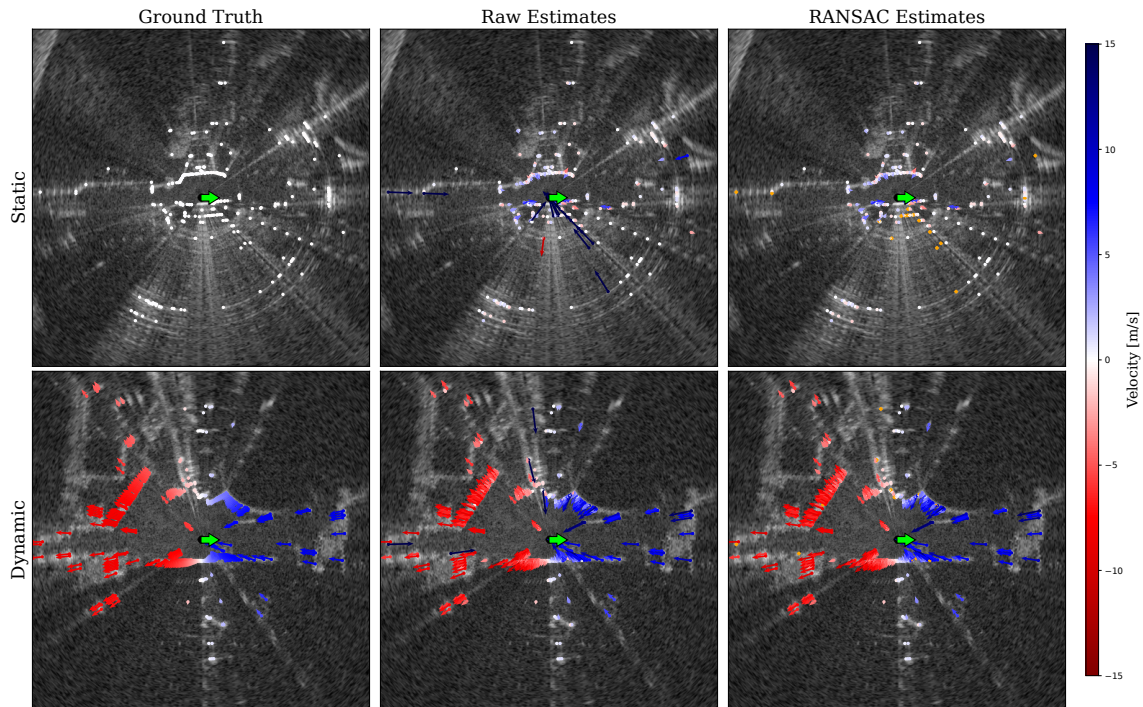 Ground Truth
Raw Estimates
RANSAC Estimates
Static
Dynamic
15
10
5
0
−5
−10
−15
Velocity [m/s]